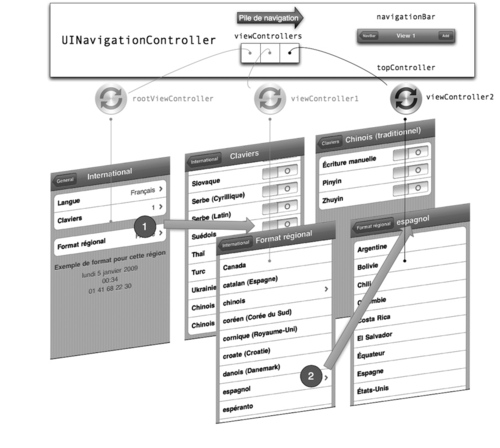 Pile de navigation
navigationBar
UINavigationController
viewControllers
View 1
topController
rootViewController
viewController1
viewController2
General
International
Langue
Français
Claviers
1
Format régional
Exemple de format pour cette région
lundi 5 janvier 2009
00:34
01 41 68 22 30
1
International
Claviers
Slovaque
Serbe (Cyrillique)
Serbe (Latin)
Suédois
Thaï
Turc
Ukrainie
Chinois
Chinois
Claviers
Chinois (traditionnel)
Écriture manuelle
Pinyin
Zhuyin
International
Format régional
Canada
catalan (Espagne)
chinois
coréen (Corée du Sud)
cornique (Royaume-Uni)
croate (Croatie)
danois (Danemark)
espagnol
espéranto
2
Format régional
espagnol
Argentine
Bolivie
Chili
Colombie
Costa Rica
El Salvador
Équateur
Espagne
États-Unis